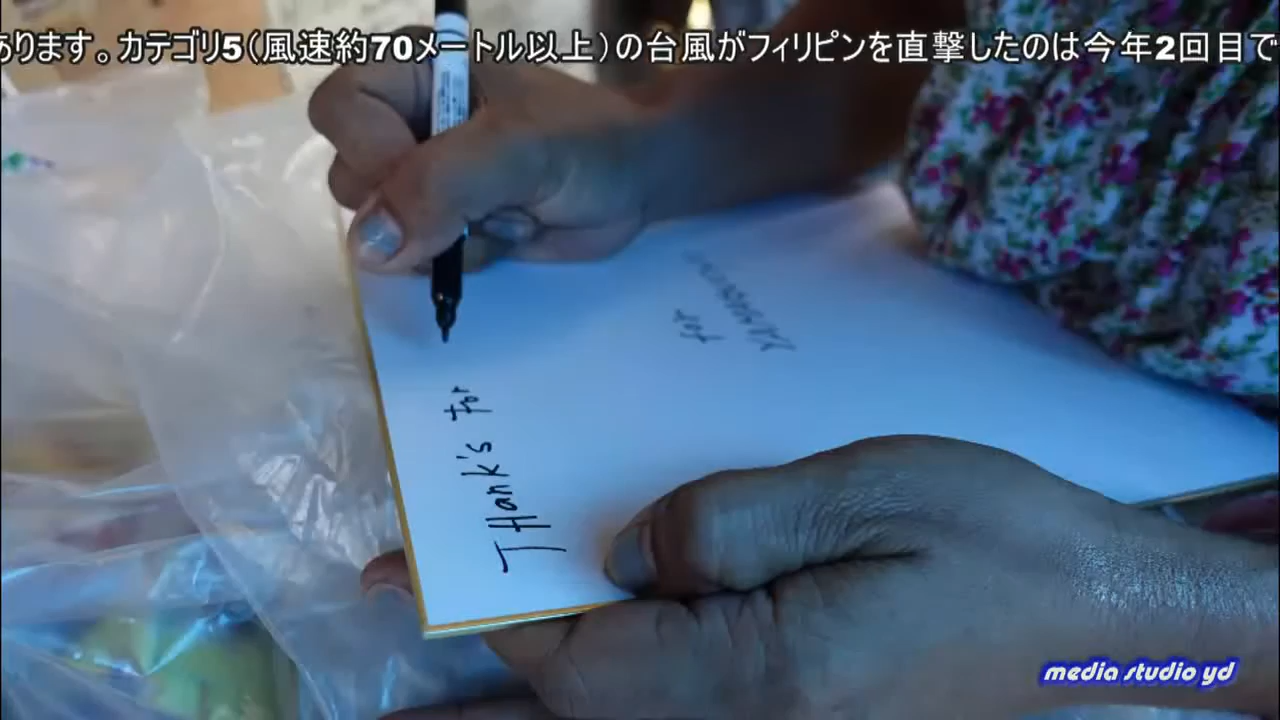 あります。カテゴリ5（風速約70メートル以上）の台風がフィリピンを直撃したのは今年2回目で
for
THank's for
media studio yd